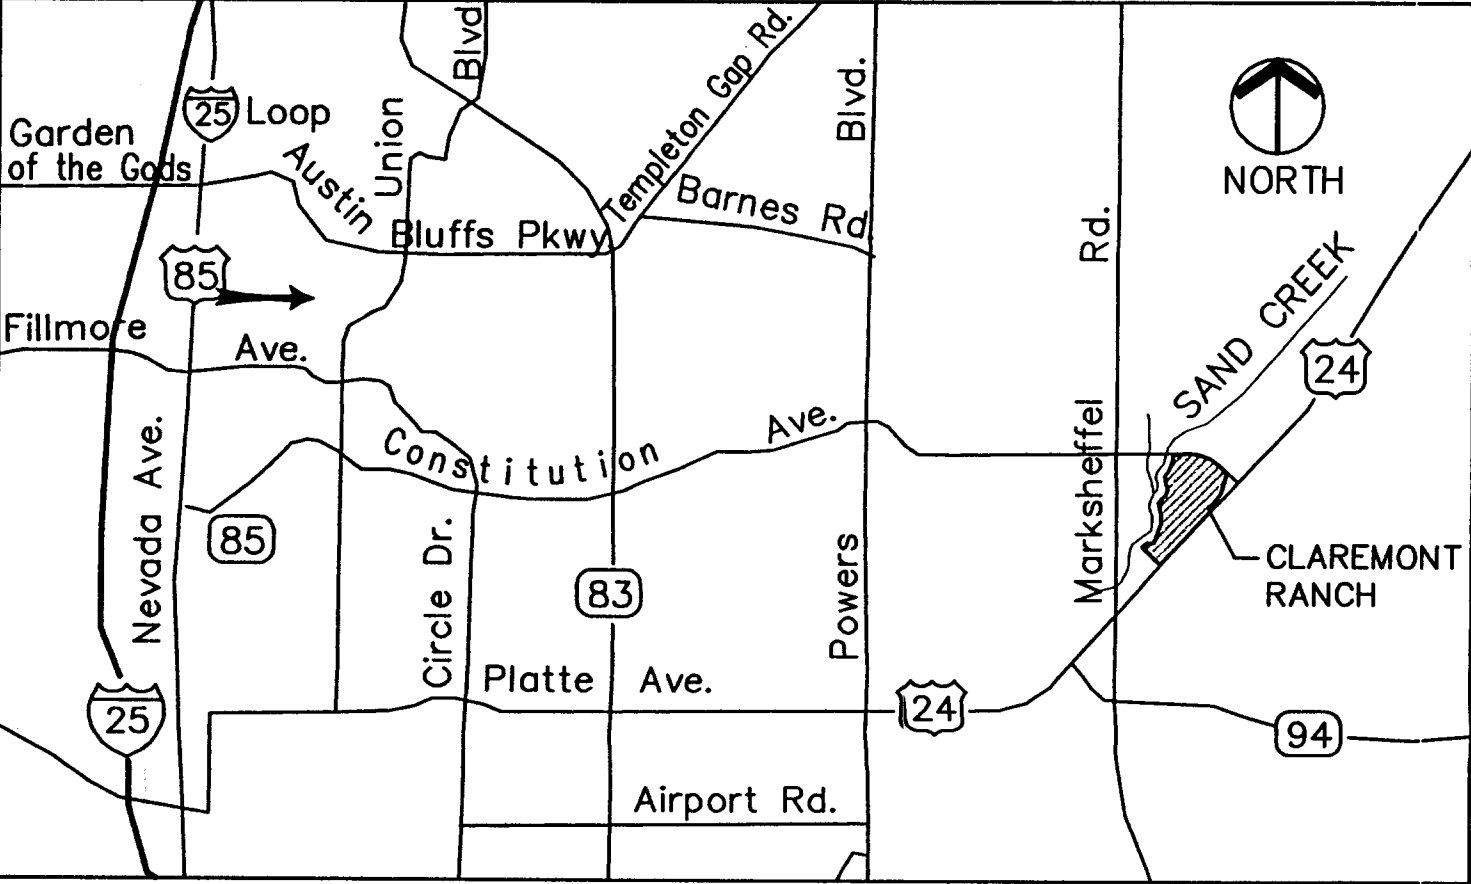 Blvd
Templeton Gap Rd.
Blvd.
25 Loop
Garden
of the Gods
Union
Austin
Bluffs Pkwy
Barnes Rd
NORTH
Rd.
85
Fillmore
Ave.
SAND CREEK
24
Nevada Ave.
Constitution
Ave.
Marksheffel
85
Circle Dr.
83
Powers
CLAREMONT
RANCH
Platte Ave.
25
24
94
Airport Rd.